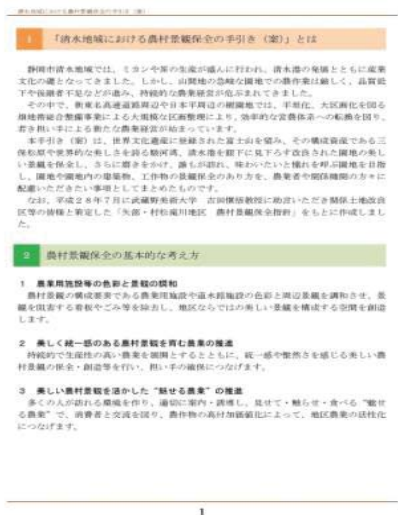 清水地域における農村景観保全の手引き（案）
1 「清水地域における農村景観保全の手引き（案）」とは
静岡市清水地域では、ミカンや茶の生産が盛んに行われ、清水港の発展とともに産業
文化の礎となってきました。しかし、山間地の急峻な園地での農作業は厳しく、品質低
下や後継者不足などが進み、持続的な農業経営が危ぶまれてきました。
その中で、新東名高速道路周辺や日本平周辺の樹園地では、平坦化、大区画化を図る
畑地帯総合整備事業による大規模な区画整理により、効率的な営農体系への転換を図り、
若き担い手による新たな農業経営が始まっています。
本手引き（案）は、世界文化遺産に登録された富士山を望み、その構成資産である三
保松原や世界的な美しさを誇る駿河湾、清水港を眼下に見下ろす改良された園地の美し
い景観を保全し、さらに磨きをかけ、誰もが訪れ、味わいたいと憧れを呼ぶ園地を目指
し、園地や園地内の建築物、工作物の景観保全のあり方を、農業者や関係機関の方々に
配慮いただきたい事項としてまとめたものです。
なお、平成２８年７月に武蔵野美術大学 吉田愼悟教授に助言いただき関係土地改良
区等の皆様と策定した「矢部・村松滝川地区 農村景観保全指針」をもとに作成しまし
た。
2 農村景観保全の基本的な考え方
1 農業用施設等の色彩と景観の調和
農村景観の構成要素である農業用施設や道水路施設の色彩と周辺景観を調和させ、景
観を阻害する看板やごみ等を除去し、地区ならではの美しい景観を構成する空間を創造
します。
2 美しく統一感のある農村景観を育む農業の推進
持続的で生産性の高い農業を展開するとともに、統一感や整然さを感じる美しい農
村景観の保全・創造等を行い、担い手の確保につなげます。
3 美しい農村景観を活かした“魅せる農業”の推進
多くの人が訪れる環境を作り、適切に案内・誘導し、見せて・触らせ・食べる“魅せ
る農業”で、消費者と交流を図り、農作物の高付加価値化によって、地区農業の活性化
につなげます。
1